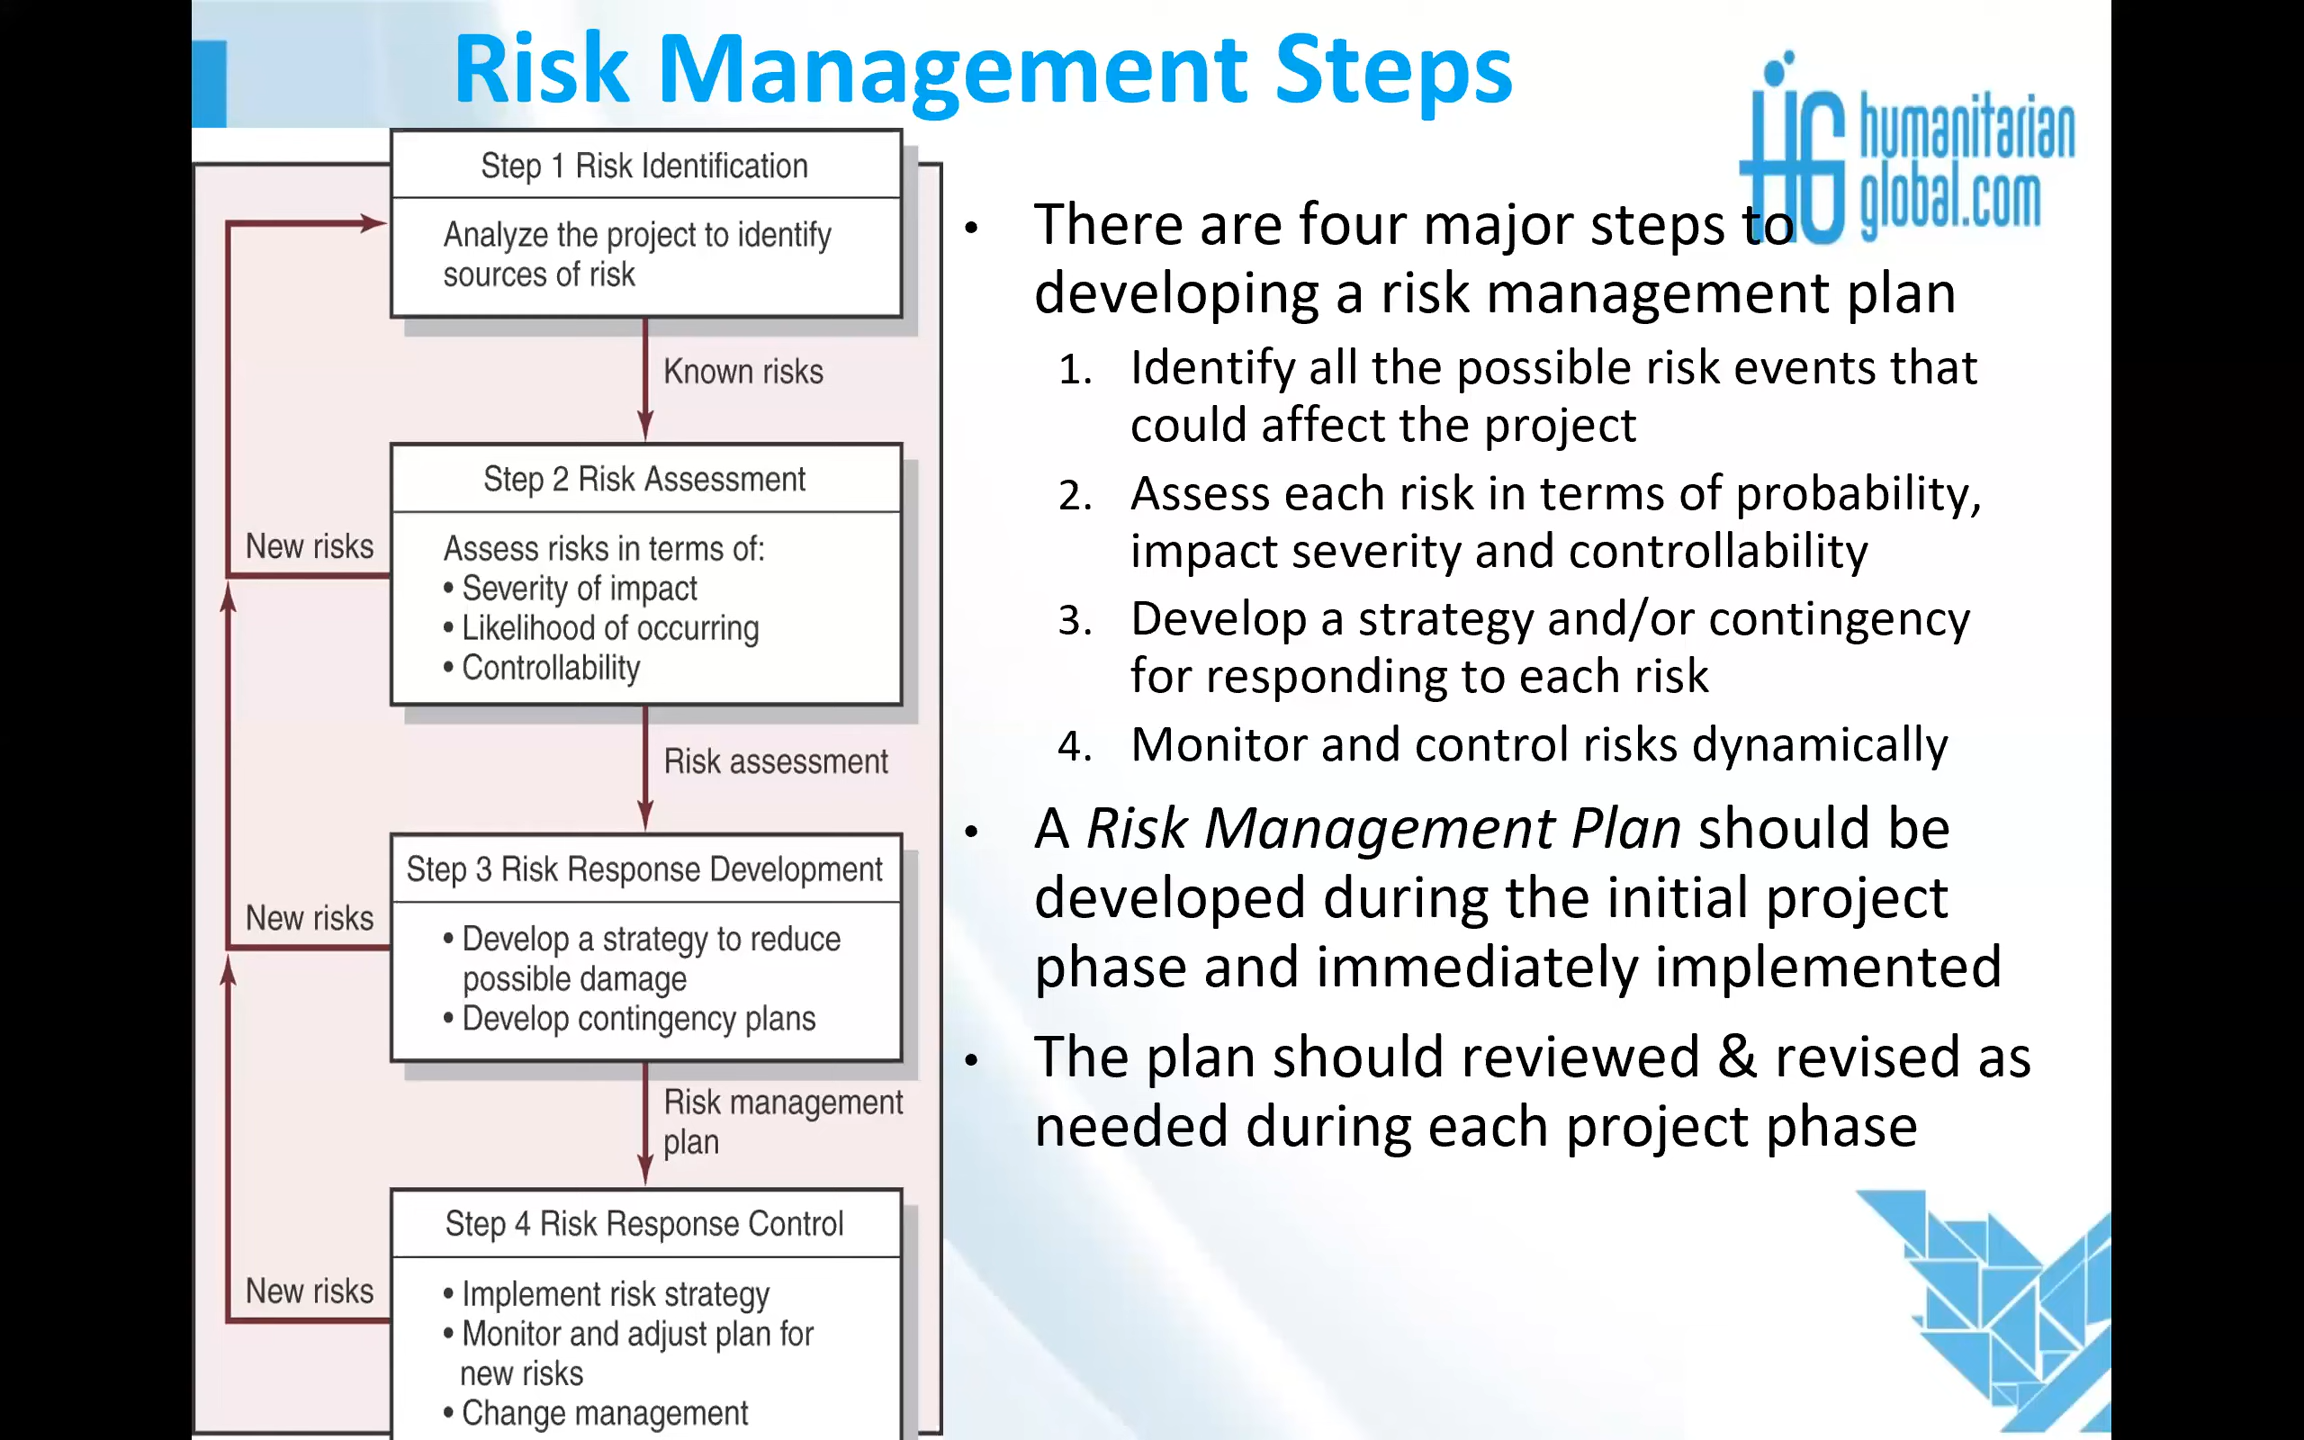 Risk Management Steps
humanitarian
global.com
Step 1 Risk Identification
Analyze the project to identify
sources of risk
Known risks
Step 2 Risk Assessment
New risks
Assess risks in terms of:
• Severity of impact
• Likelihood of occurring
• Controllability
Risk assessment
Step 3 Risk Response Development
New risks
• Develop a strategy to reduce
possible damage
• Develop contingency plans
Risk management
plan
Step 4 Risk Response Control
New risks
• Implement risk strategy
• Monitor and adjust plan for
new risks
• Change management
• There are four major steps to
developing a risk management plan
1. Identify all the possible risk events that
could affect the project
2. Assess each risk in terms of probability,
impact severity and controllability
3. Develop a strategy and/or contingency
for responding to each risk
4. Monitor and control risks dynamically
• A Risk Management Plan should be
developed during the initial project
phase and immediately implemented
• The plan should reviewed & revised as
needed during each project phase